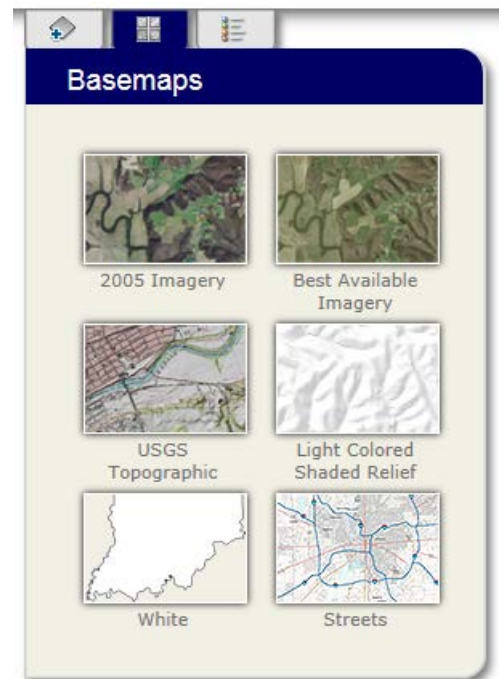 Basemaps
2005 Imagery
Best Available
Imagery
USGS
Topographic
Light Colored
Shaded Relief
White
Streets